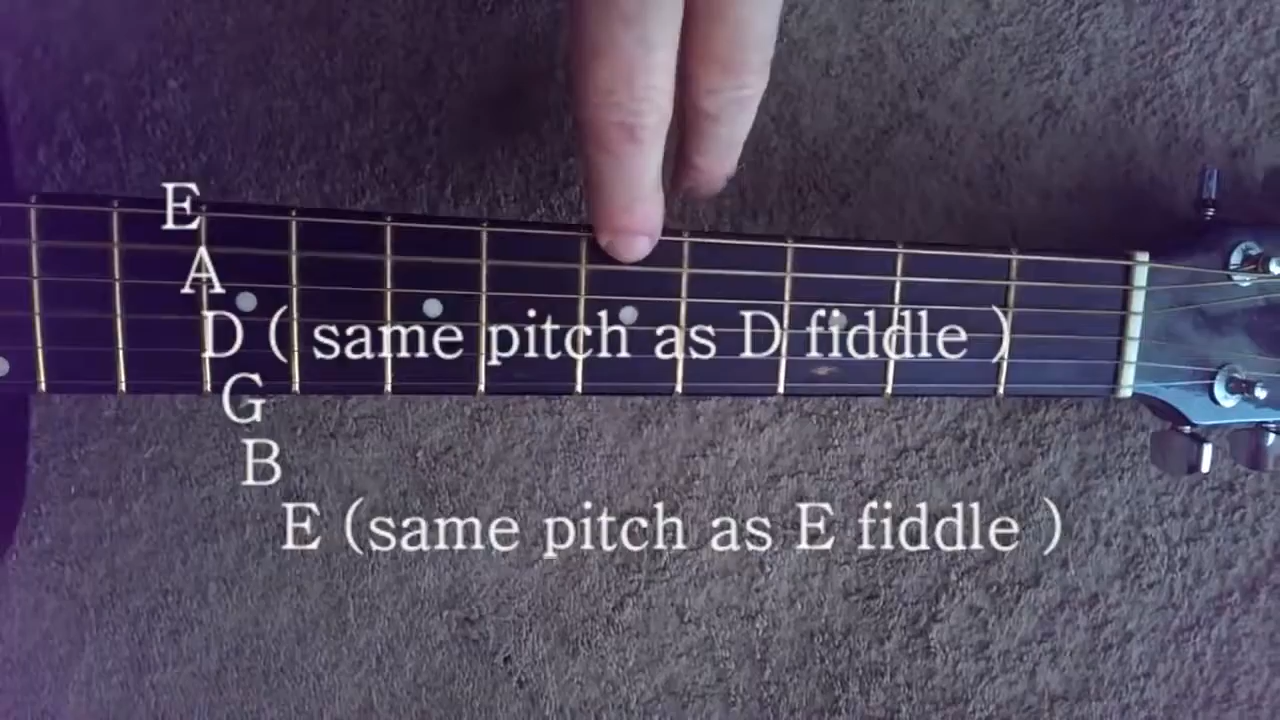 E
A
D ( same pitch as D fiddle )
G
B
E (same pitch as E fiddle )